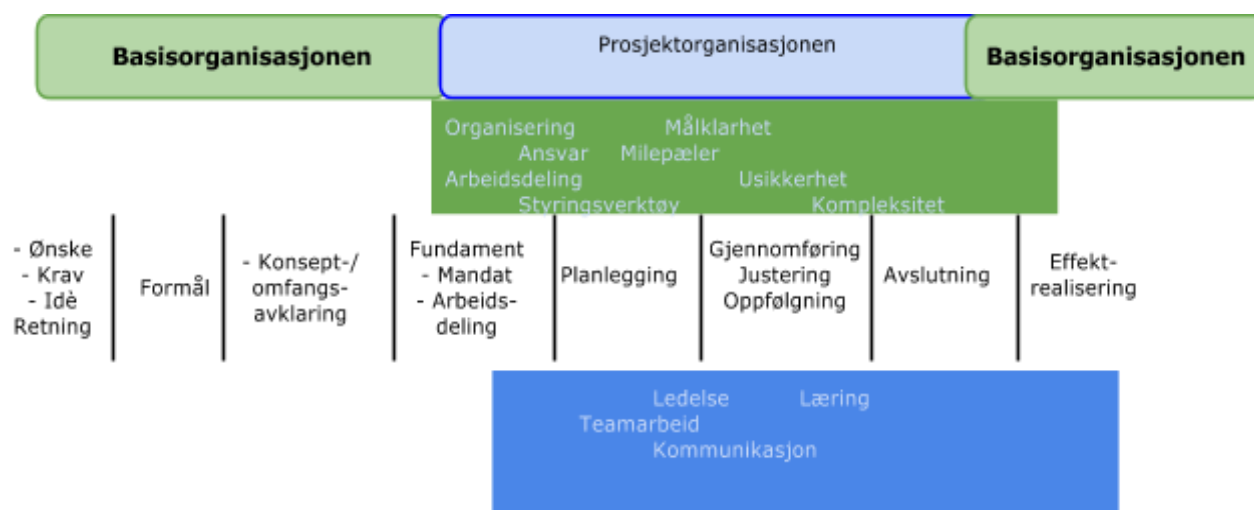 Basisorganisasjonen
Prosjektorganisasjonen
Basisorganisasjonen
Organisering Målklarhet
Ansvar Milepæler
Arbeidsdeling Usikkerhet
Styringsverktøy Kompleksitet
- Ønske
- Krav
- Idè
Retning
Formål
- Konsept-/
omfangs-
avklaring
Fundament
- Mandat
- Arbeids-
deling
Planlegging
Gjennomføring
Justering
Oppfølgning
Avslutning
Effekt-
realisering
Ledelse Læring
Teamarbeid
Kommunikasjon